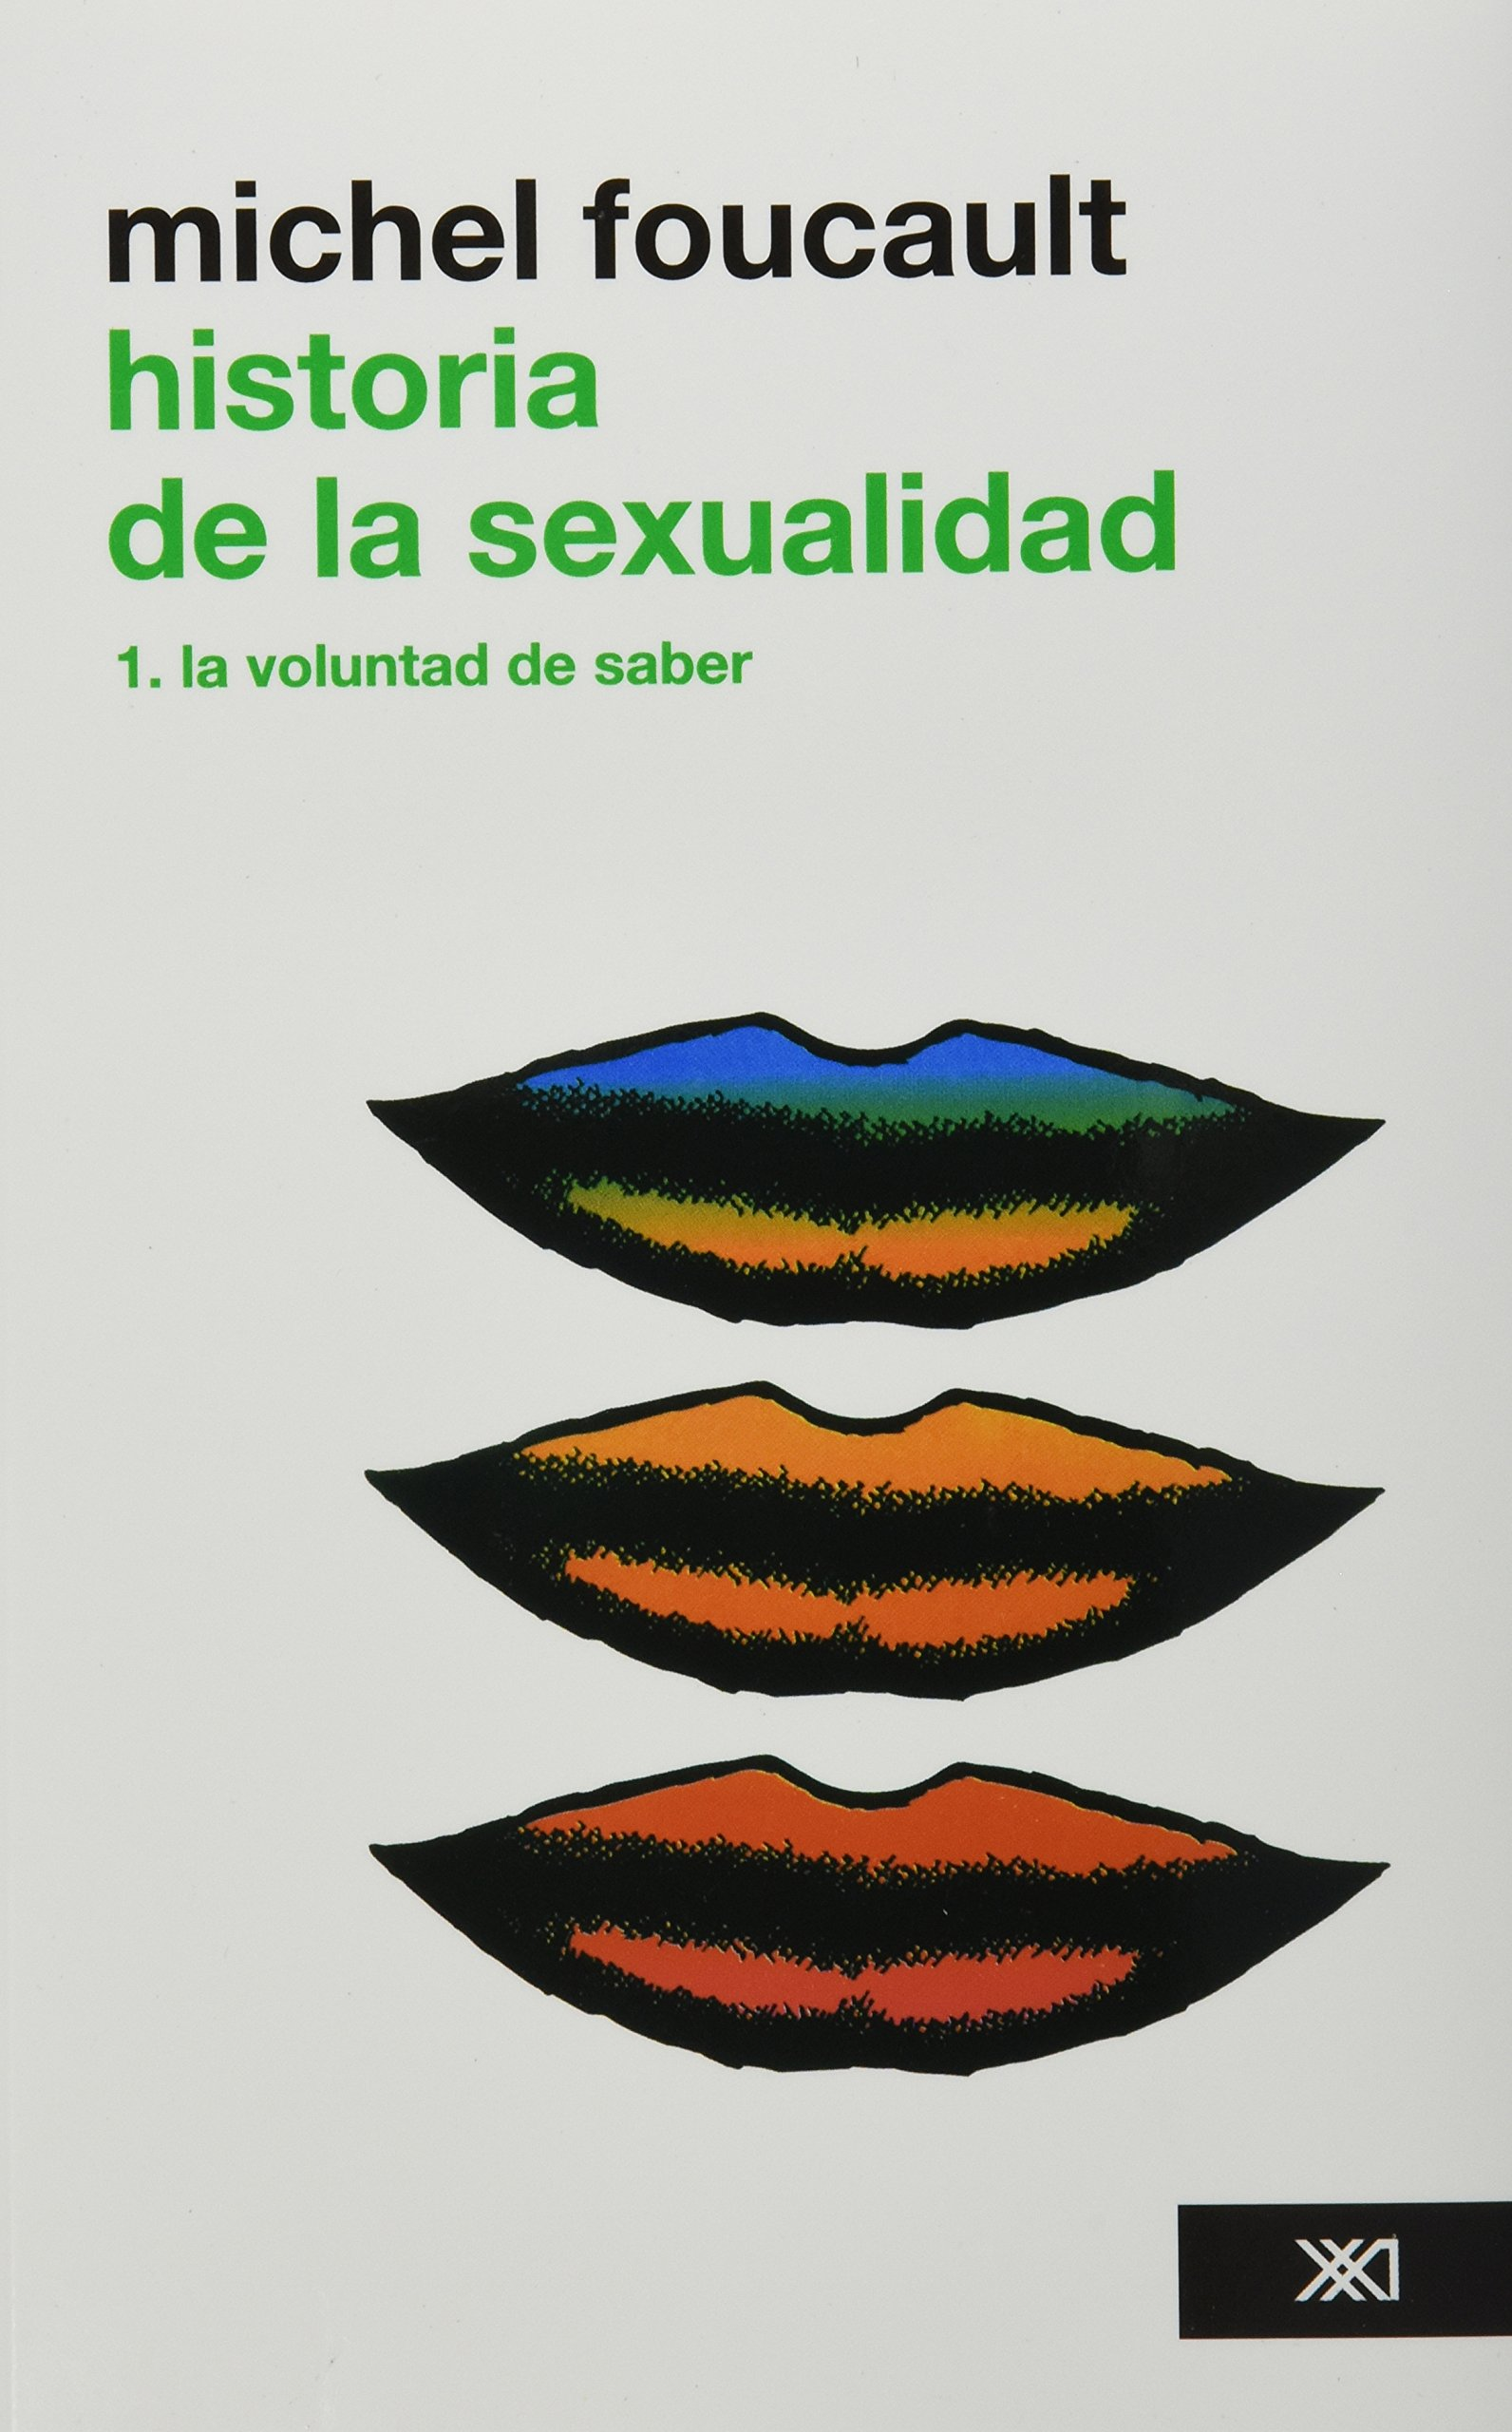 michel foucault
historia
de la sexualidad
1. la voluntad de saber
XXI